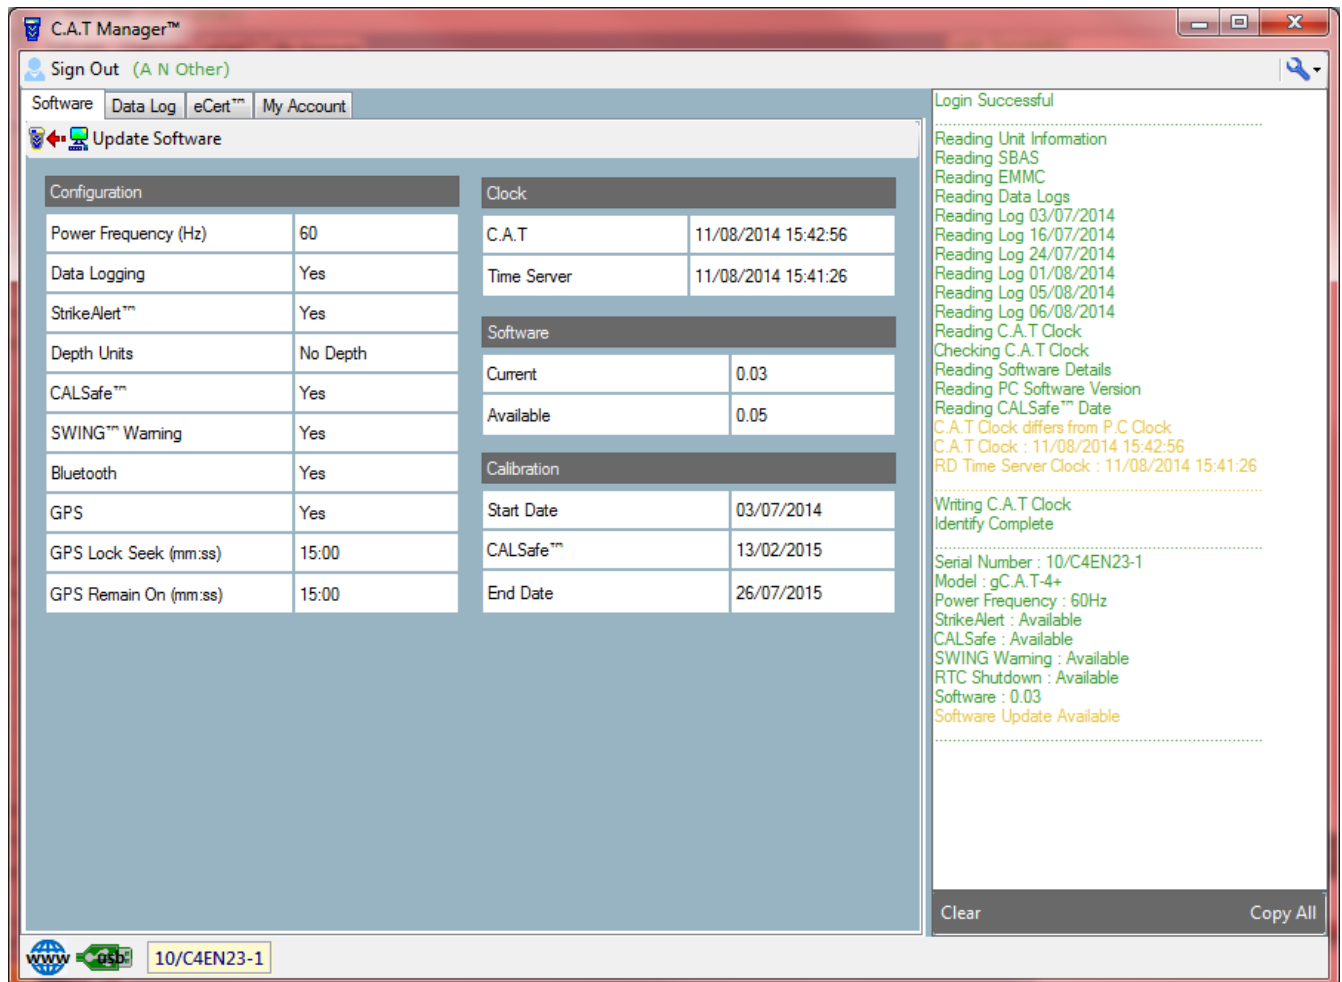 C.A.T Manager™
Sign Out (A N Other)
Software Data Log eCert™ My Account
Update Software
Configuration
Power Frequency (Hz) 60
Data Logging Yes
StrikeAlert™ Yes
Depth Units No Depth
CALSafe™ Yes
SWING™ Warning Yes
Bluetooth Yes
GPS Yes
GPS Lock Seek (mm:ss) 15:00
GPS Remain On (mm:ss) 15:00
Clock
C.A.T 11/08/2014 15:42:56
Time Server 11/08/2014 15:41:26
Software
Current 0.03
Available 0.05
Calibration
Start Date 03/07/2014
CALSafe™ 13/02/2015
End Date 26/07/2015
Login Successful
Reading Unit Information
Reading SBAS
Reading EMMC
Reading Data Logs
Reading Log 03/07/2014
Reading Log 16/07/2014
Reading Log 24/07/2014
Reading Log 01/08/2014
Reading Log 05/08/2014
Reading Log 06/08/2014
Reading C.A.T Clock
Checking C.A.T Clock
Reading Software Details
Reading PC Software Version
Reading CALSafe™ Date
C.A.T Clock differs from P.C Clock
C.A.T Clock : 11/08/2014 15:42:56
RD Time Server Clock : 11/08/2014 15:41:26
Writing C.A.T Clock
Identify Complete
Serial Number : 10/C4EN23-1
Model : gC.A.T-4+
Power Frequency : 60Hz
StrikeAlert : Available
CALSafe : Available
SWING Warning : Available
RTC Shutdown : Available
Software : 0.03
Software Update Available
Clear Copy All
www usb 10/C4EN23-1